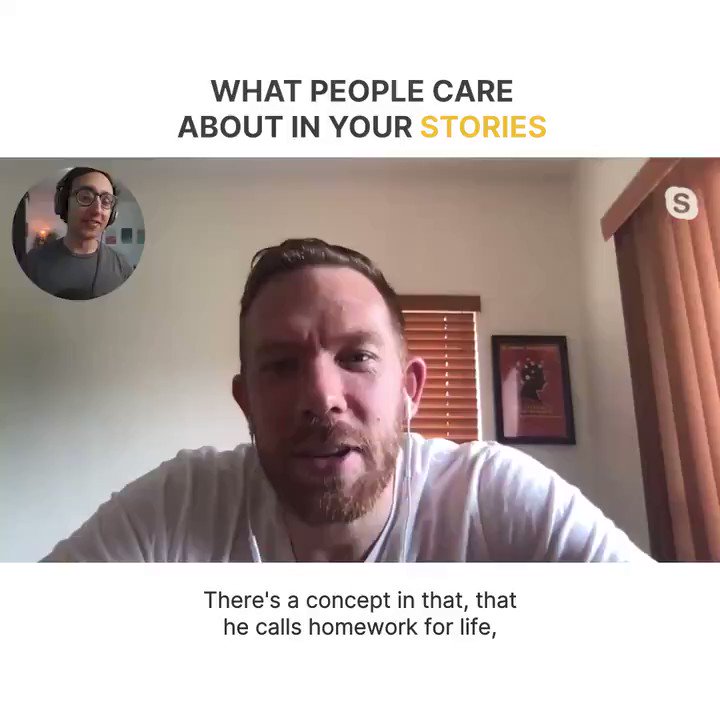 WHAT PEOPLE CARE
ABOUT IN YOUR STORIES
S
There's a concept in that, that
he calls homework for life,